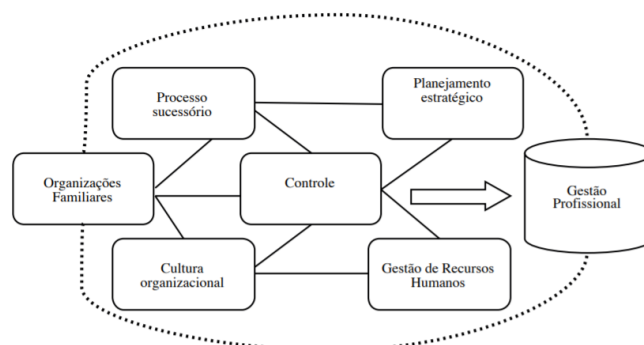 Processo
sucessório
Planejamento
estratégico
Organizações
Familiares
Controle
Gestão
Profissional
Cultura
organizacional
Gestão de Recursos
Humanos